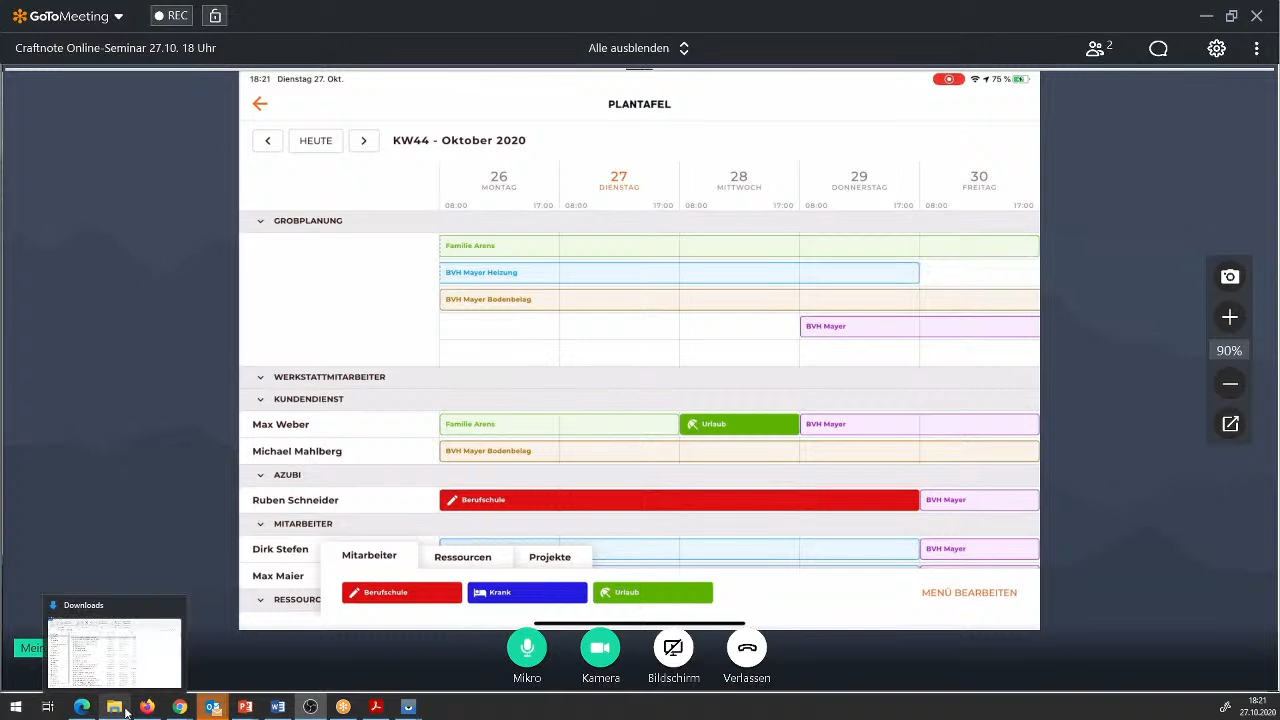 GoToMeeting
REC
Craftnote Online-Seminar 27.10. 18 Uhr
Alle ausblenden
2
18:21 Dienstag 27. Okt.
75 %
PLANTAFEL
HEUTE
KW44 - Oktober 2020
26 27 28 29 30
MONTAG DIENSTAG MITTWOCH DONNERSTAG FREITAG
08:00 17:00 08:00 17:00 08:00 17:00 08:00 17:00 08:00 17:00
GROBPLANUNG
Familie Arens
BVH Mayer Heizung
BVH Mayer Bodenbelag
BVH Mayer
90%
WERKSTATTMITARBEITER
KUNDENDIENST
Max Weber Familie Arens Urlaub BVH Mayer
Michael Mahlberg BVH Mayer Bodenbelag
AZUBI
Ruben Schneider Berufschule BVH Mayer
MITARBEITER
Dirk Stefen BVH Mayer
Mitarbeiter Ressourcen Projekte
Max Maier
Berufschule Krank Urlaub MENÜ BEARBEITEN
RESSOURC
Downloads
Mein
Kamera Bildschirm Verlassen
18:21
27.10.2020